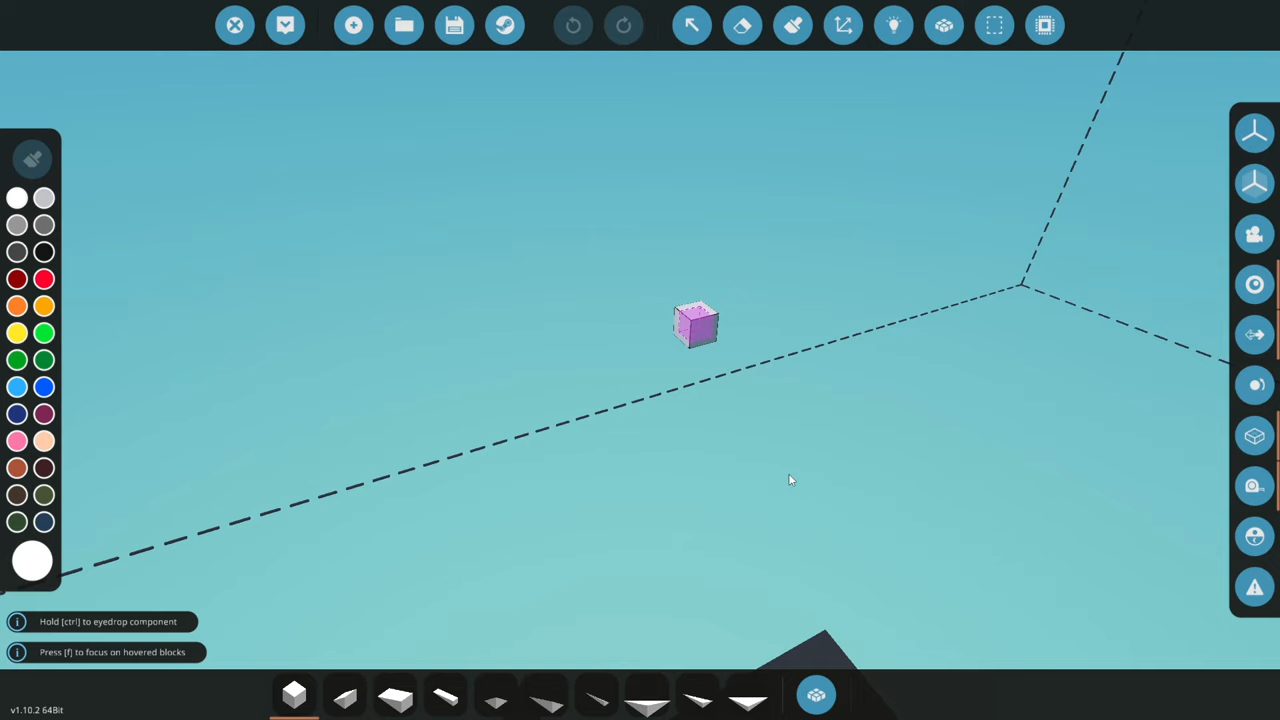 Hold [ctrl] to eyedrop component
Press [f] to focus on hovered blocks
v1.10.2 64Bit